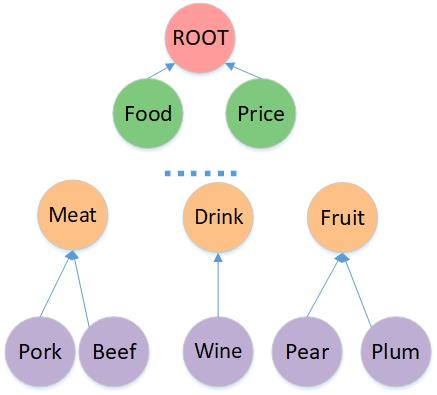 ROOT
Food Price
Meat Drink Fruit
Pork Beef Wine Pear Plum